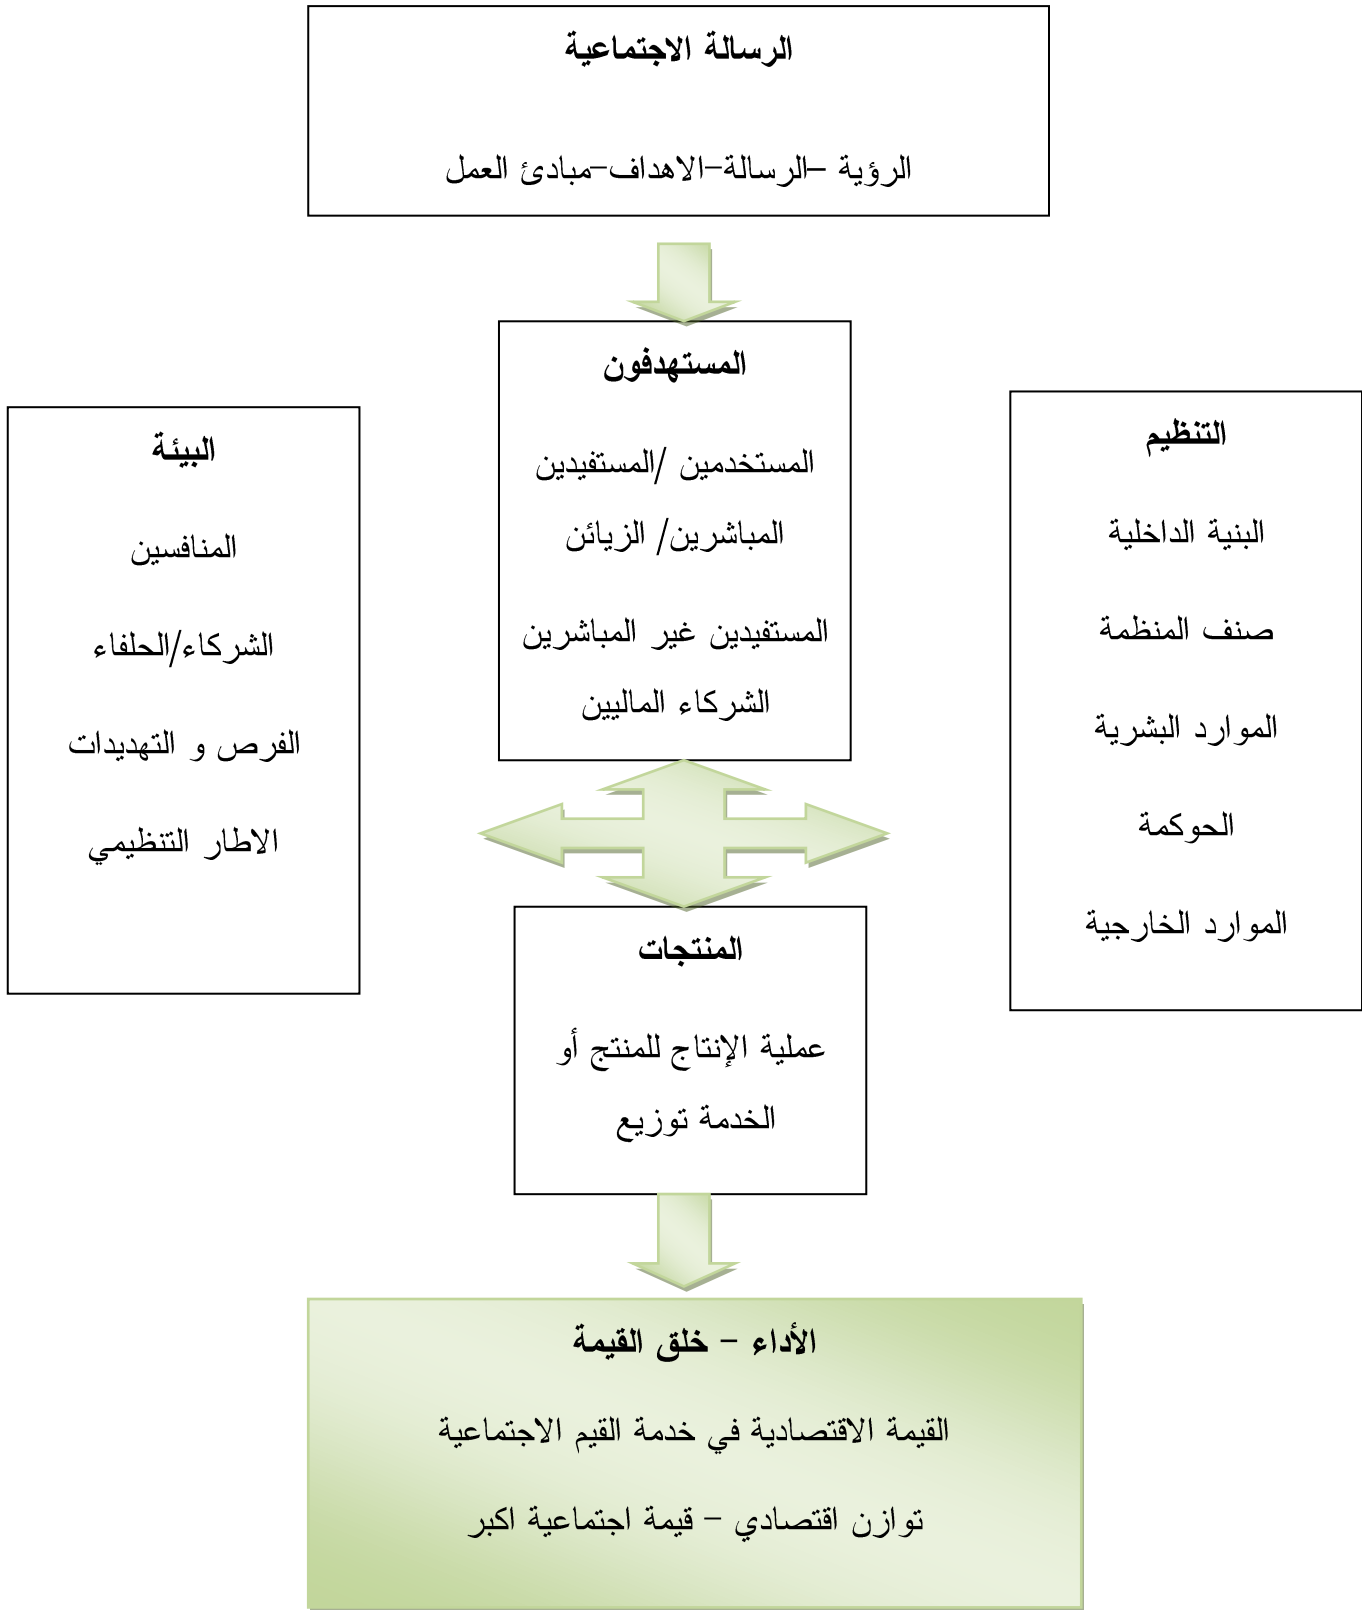 الرسالة الاجتماعية
الرؤية –الرسالة-الاهداف-مبادئ العمل
المستهدفون
المستخدمين /المستفيدين
المباشرين/ الزبائن
المستفيدين غير المباشرين
الشركاء الماليين
التنظيم
البنية الداخلية
صنف المنظمة
الموارد البشرية
الحوكمة
الموارد الخارجية
البيئة
المنافسين
الشركاء/الحلفاء
الفرص و التهديدات
الاطار التنظيمي
المنتجات
عملية الإنتاج للمنتج أو
الخدمة توزيع
الأداء – خلق القيمة
القيمة الاقتصادية في خدمة القيم الاجتماعية
توازن اقتصادي – قيمة اجتماعية اكبر